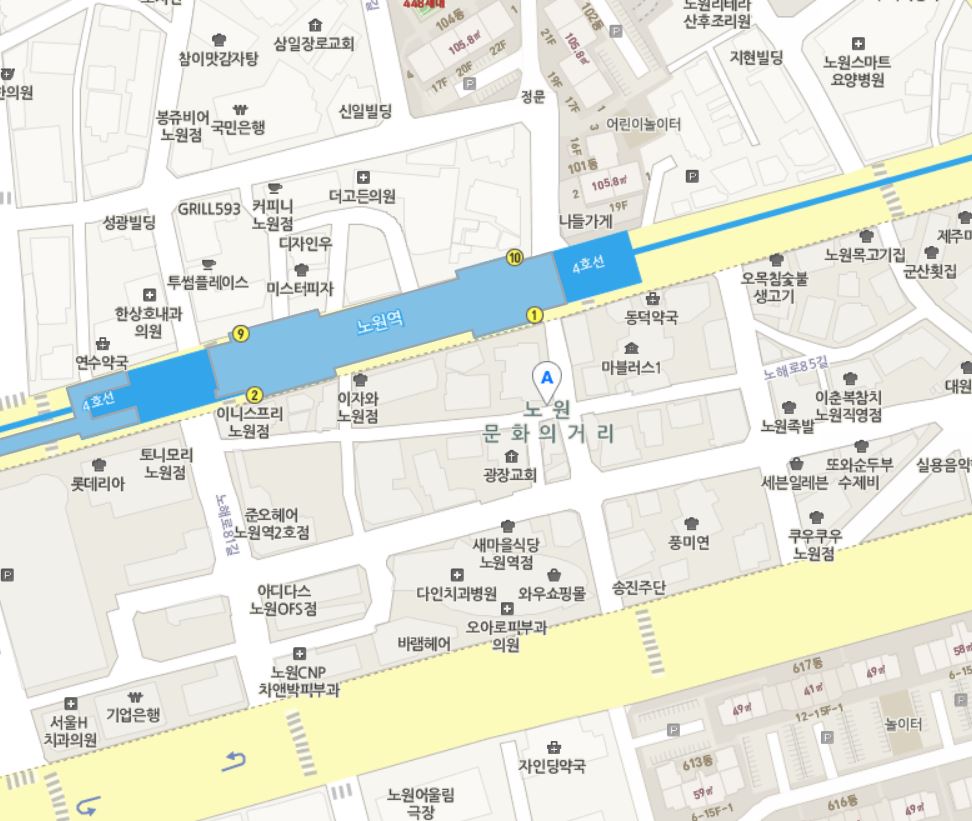 448세대
104동
105.8㎡
22F
20F
17F
4
1
P
102동
105.8㎡
21F
19F
17F
1
3
16F
P
노원리테라
산후조리원
지현빌딩
노원스마트
요양병원
삼일장로교회
참이맛감자탕
한의원
봉쥬비어
노원점
국민은행
신일빌딩
정문
어린이놀이터
101동
105.8㎡
2
1
19F
P
더고든의원
GRILL593
커피니
노원점
성광빌딩
디자인우
나들가게
투썸플레이스
미스터피자
한상호내과
의원
연수약국
10
4호선
노원역
9
1
2
4호선
노원목고기집
군산횟집
오목침숯불
생고기
동덕약국
마블러스1
노해로85길
이니스프리
노원점
이자와
노원점
A
노원
문화의거리
광장교회
이춘복참치
노원직영점
노원족발
또와순두부
수제비
세븐일레븐
토니모리
노원점
롯데리아
노해로81길
준오헤어
노원역2호점
새마을식당
노원역점
풍미연
쿠우쿠우
노원점
P
아디다스
노원OFS점
다인치과병원
와우쇼핑몰
송진주단
오아로피부과
의원
바램헤어
노원CNP
차앤박피부과
기업은행
서울H
치과의원
617동
49㎡
41㎡
49㎡
58㎡
12-15F-1
놀이터
P
P
P
613동
59㎡
6-15F-1
616동
49㎡
자인당약국
노원어울림
극장